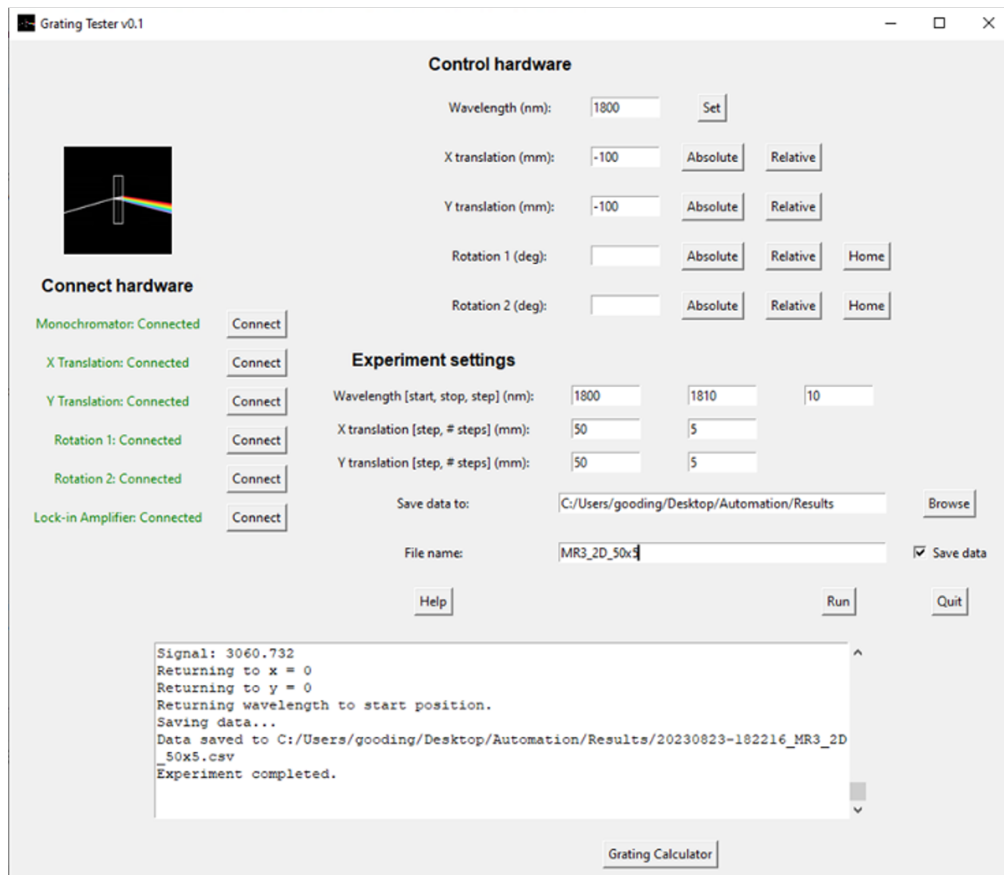 Grating Tester v0.1
Control hardware
Wavelength (nm): 1800 Set
X translation (mm): -100 Absolute Relative
Y translation (mm): -100 Absolute Relative
Rotation 1 (deg): Absolute Relative Home
Rotation 2 (deg): Absolute Relative Home
Connect hardware
Monochromator: Connected Connect
X Translation: Connected Connect
Y Translation: Connected Connect
Rotation 1: Connected Connect
Rotation 2: Connected Connect
Lock-in Amplifier: Connected Connect
Experiment settings
Wavelength [start, stop, step] (nm): 1800 1810 10
X translation [step, # steps] (mm): 50 5
Y translation [step, # steps] (mm): 50 5
Save data to: C:/Users/gooding/Desktop/Automation/Results Browse
File name: MR3_2D_50x5 Save data
Help Run Quit
Signal: 3060.732
Returning to x = 0
Returning to y = 0
Returning wavelength to start position.
Saving data...
Data saved to C:/Users/gooding/Desktop/Automation/Results/20230823-182216_MR3_2D
_50x5.csv
Experiment completed.
Grating Calculator